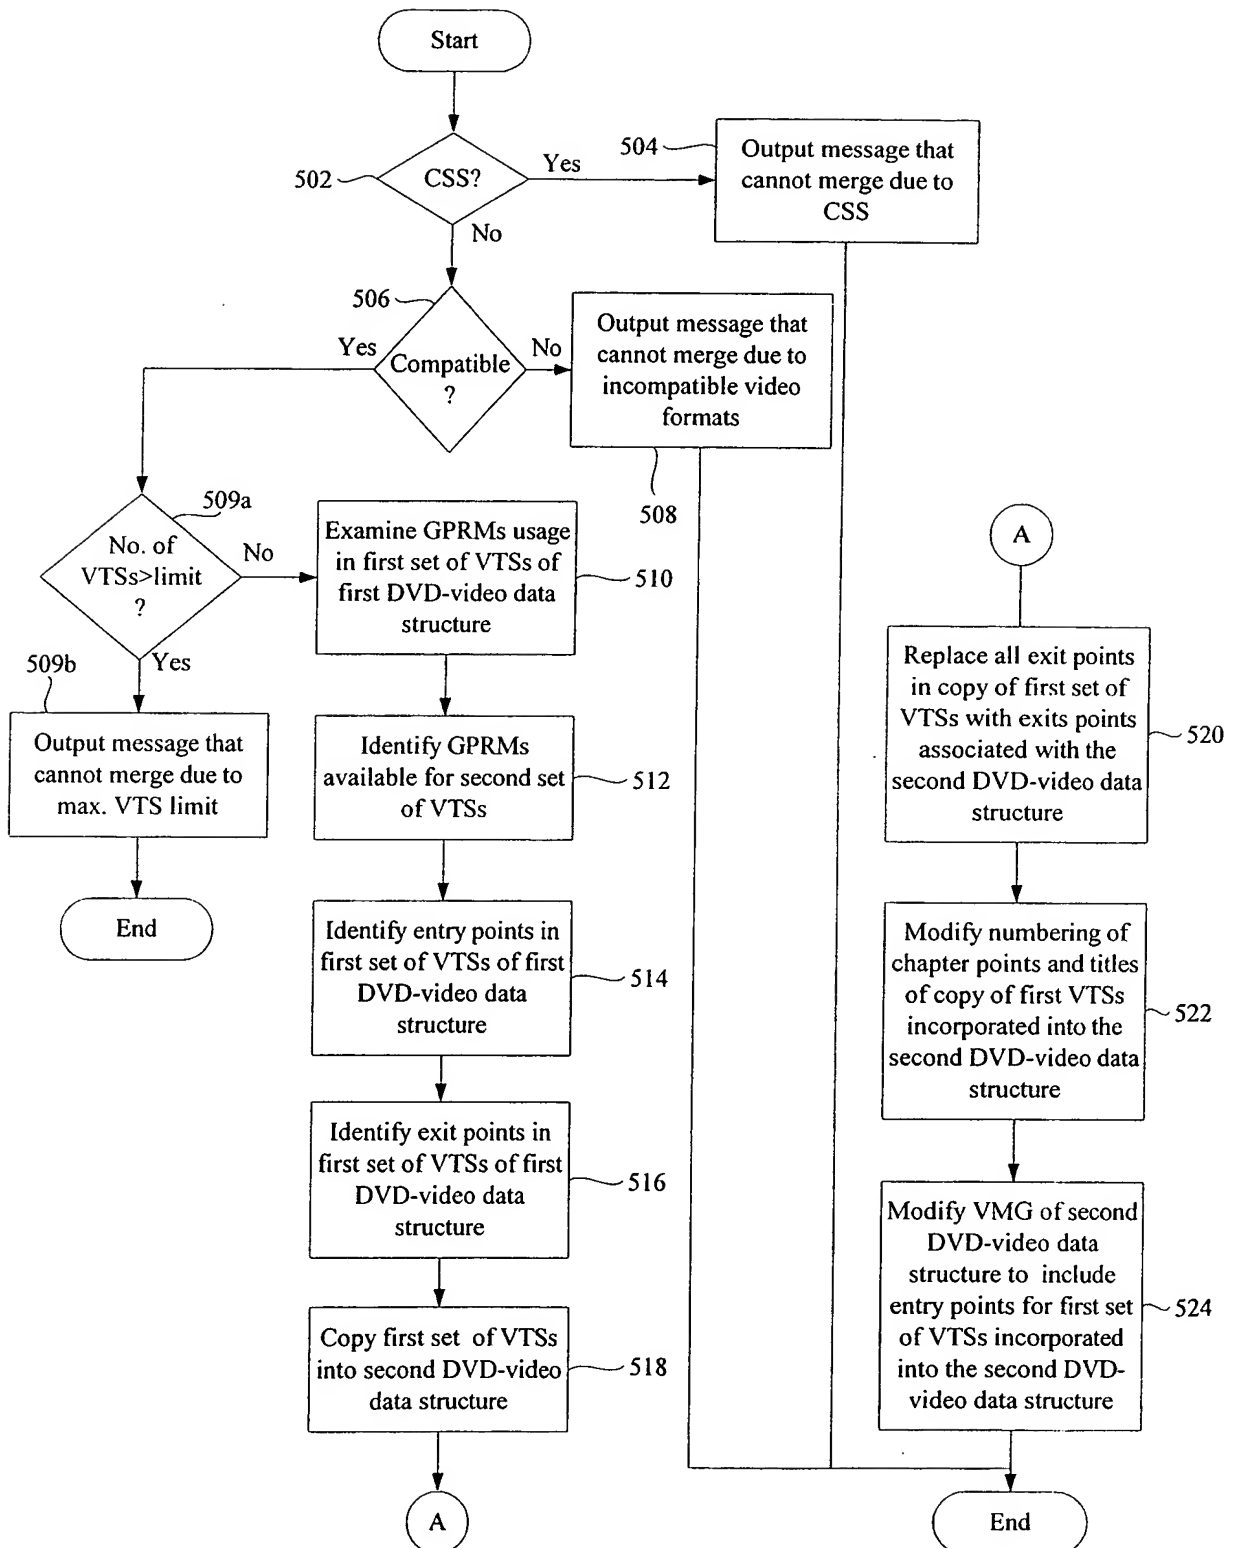 Start
CSS?
502
Yes
No
504
Output message that
cannot merge due to
CSS
506
Compatible
?
Yes
No
Output message that
cannot merge due to
incompatible video
formats
508
509a
No. of
VTSs>limit
?
No
Yes
509b
Output message that
cannot merge due to
max. VTS limit
End
Examine GPRMs usage
in first set of VTSs of
first DVD-video data
structure
510
Identify GPRMs
available for second set
of VTSs
512
Identify entry points in
first set of VTSs of first
DVD-video data
structure
514
Identify exit points in
first set of VTSs of first
DVD-video data
structure
516
Copy first set of VTSs
into second DVD-video
data structure
518
A
A
Replace all exit points
in copy of first set of
VTSs with exits points
associated with the
second DVD-video data
structure
520
Modify numbering of
chapter points and titles
of copy of first VTSs
incorporated into the
second DVD-video data
structure
522
Modify VMG of second
DVD-video data
structure to include
entry points for first set
of VTSs incorporated
into the second DVD-
video data structure
524
End